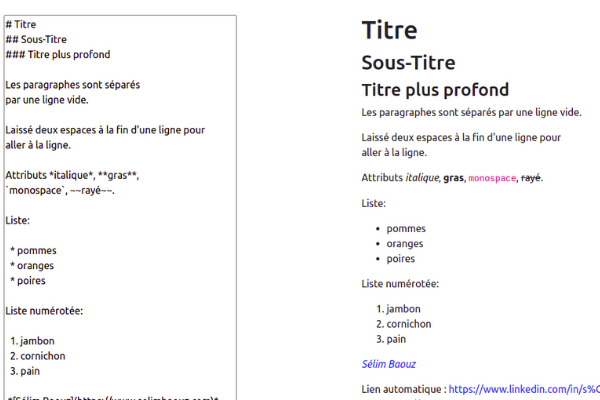 # Titre
## Sous-Titre
### Titre plus profond
Les paragraphes sont séparés
par une ligne vide.
Laissé deux espaces à la fin d'une ligne pour
aller à la ligne.
Attributs *italique*, **gras**,
`monospace`, ~~rayé~~.
Liste:
* pommes
* oranges
* poires
Liste numérotée:
1. jambon
2. cornichon
3. pain
*[Sélim Baouz](https://www.selimbaouz.com)*
Titre
Sous-Titre
Titre plus profond
Les paragraphes sont séparés par une ligne vide.
Laissé deux espaces à la fin d'une ligne pour
aller à la ligne.
Attributs italique, gras, monospace, rayé.
Liste:
• pommes
• oranges
• poires
Liste numérotée:
1. jambon
2. cornichon
3. pain
Sélim Baouz
Lien automatique : https://www.linkedin.com/in/s%C